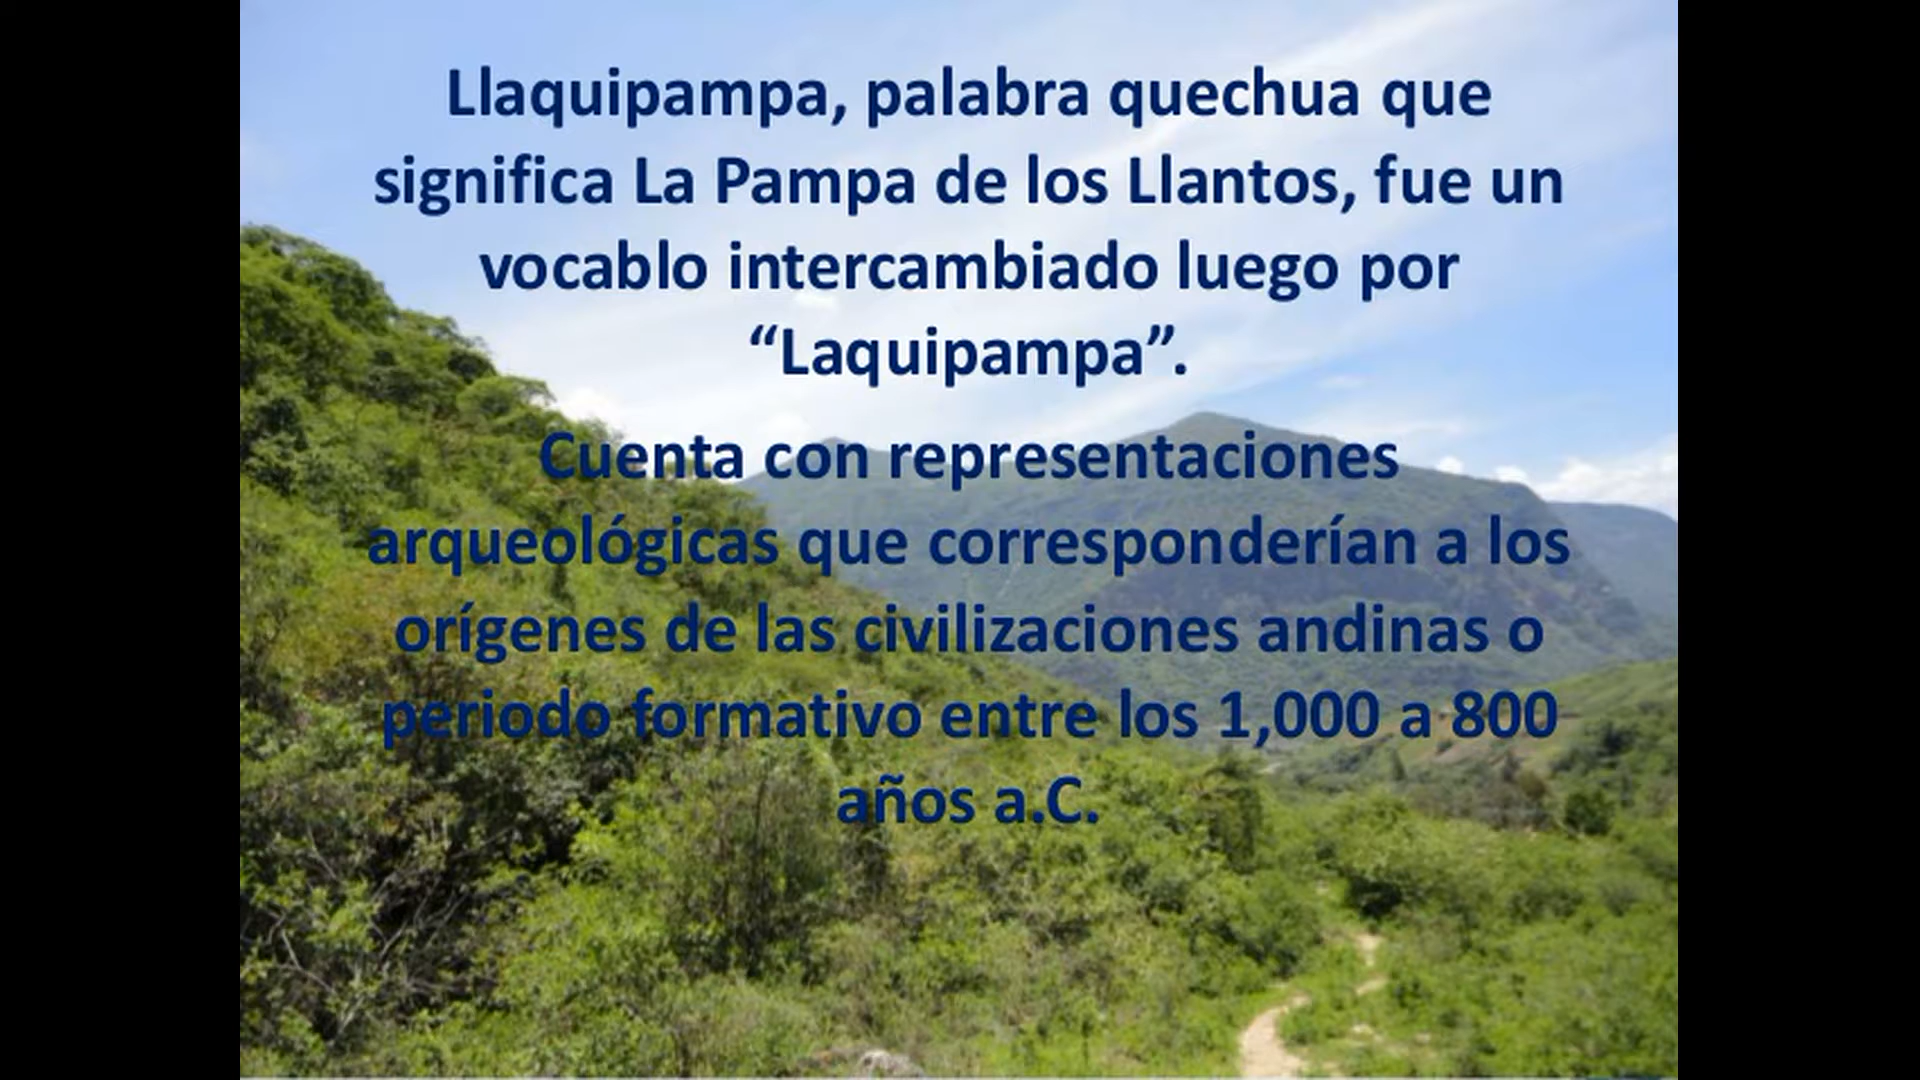 Llaquipampa, palabra quechua que
significa La Pampa de los Llantos, fue un
vocablo intercambiado luego por
“Laquipampa”.
Cuenta con representaciones
arqueológicas que corresponderían a los
orígenes de las civilizaciones andinas o
periodo formativo entre los 1,000 a 800
años a.C.